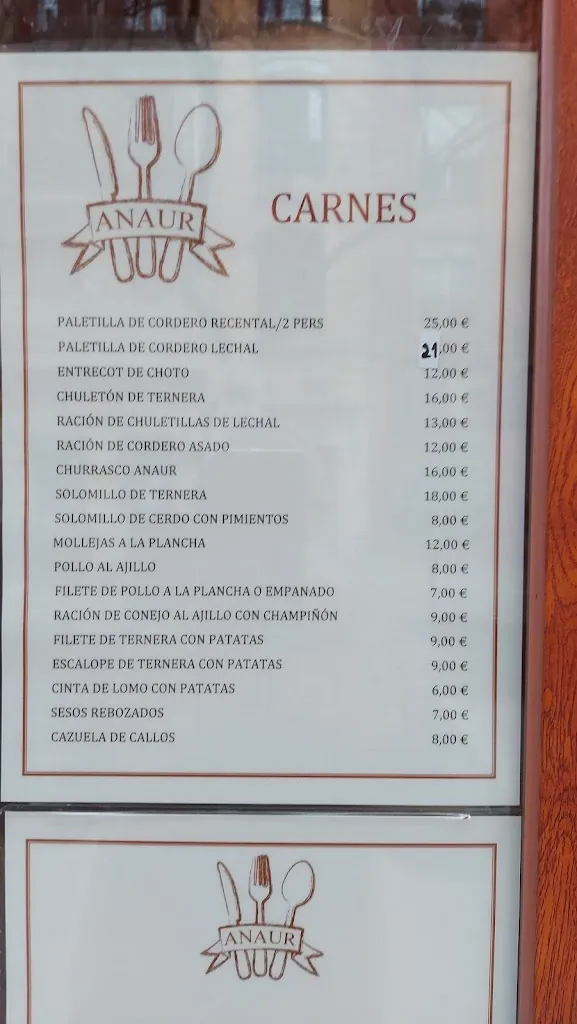 ANAUR
CARNES
PALETILLA DE CORDERO RECENTAL/2 PERS 25,00 €
PALETILLA DE CORDERO LECHAL 21,00 €
ENTRECOT DE CHOTO 12,00 €
CHULETÓN DE TERNERA 16,00 €
RACIÓN DE CHULETILLAS DE LECHAL 13,00 €
RACIÓN DE CORDERO ASADO 12,00 €
CHURRASCO ANAUR 16,00 €
SOLOMILLO DE TERNERA 18,00 €
SOLOMILLO DE CERDO CON PIMIENTOS 8,00 €
MOLLEJAS A LA PLANCHA 12,00 €
POLLO AL AJILLO 8,00 €
FILETE DE POLLO A LA PLANCHA O EMPANADO 7,00 €
RACIÓN DE CONEJO AL AJILLO CON CHAMPIÑÓN 9,00 €
FILETE DE TERNERA CON PATATAS 9,00 €
ESCALOPE DE TERNERA CON PATATAS 9,00 €
CINTA DE LOMO CON PATATAS 6,00 €
SESOS REBOZADOS 7,00 €
CAZUELA DE CALLOS 8,00 €
ANAUR